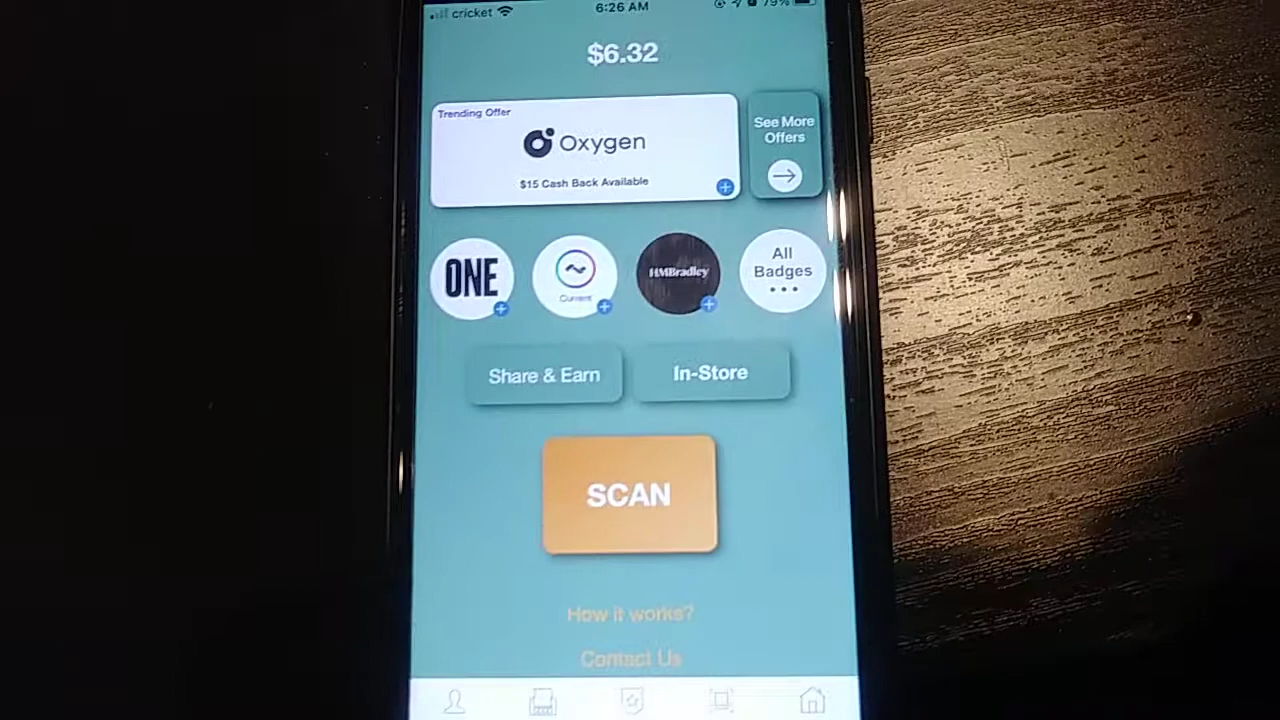 cricket 6:26 AM 79%
$6.32
Trending Offer
Oxygen
$15 Cash Back Available
See More
Offers
ONE
Current
HMBradley
All
Badges
Share & Earn
In-Store
SCAN
How it works?
Contact Us